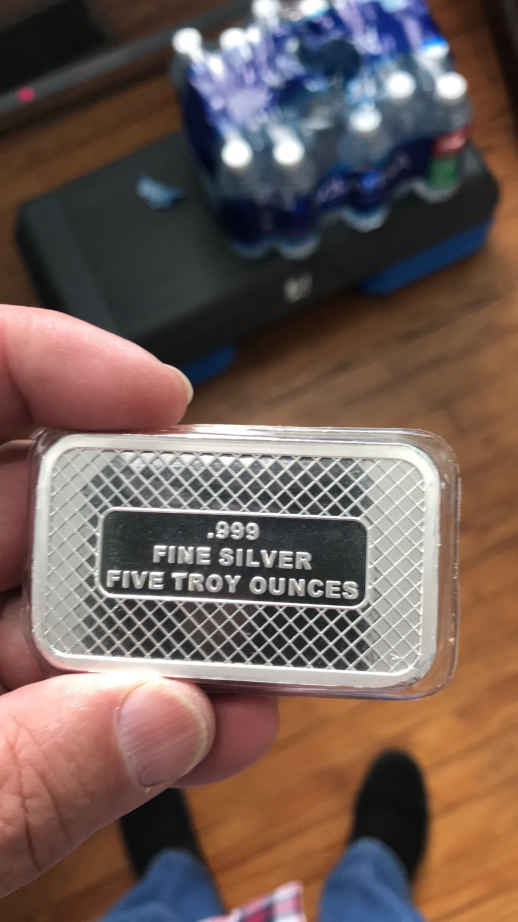 .999
FINE SILVER
FIVE TROY OUNCES